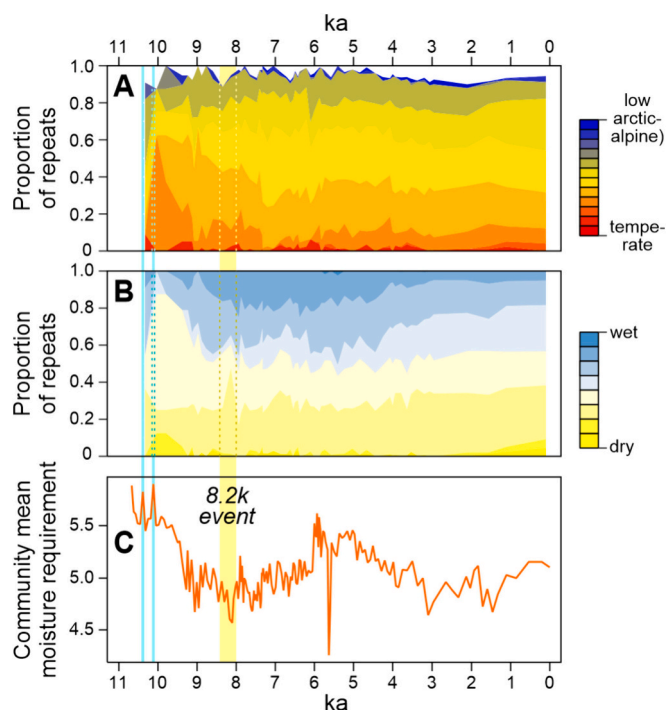 ka
11 10 9 8 7 6 5 4 3 2 1 0
A
Proportion
of repeats
1.0
0.8
0.6
0.4
0.2
0
low
arctic-
alpine)
tempe-
rate
B
Proportion
of repeats
1.0
0.8
0.6
0.4
0.2
0
wet
dry
C
Community mean
moisture requirement
5.5
5.0
4.5
8.2k
event
11 10 9 8 7 6 5 4 3 2 1 0
ka